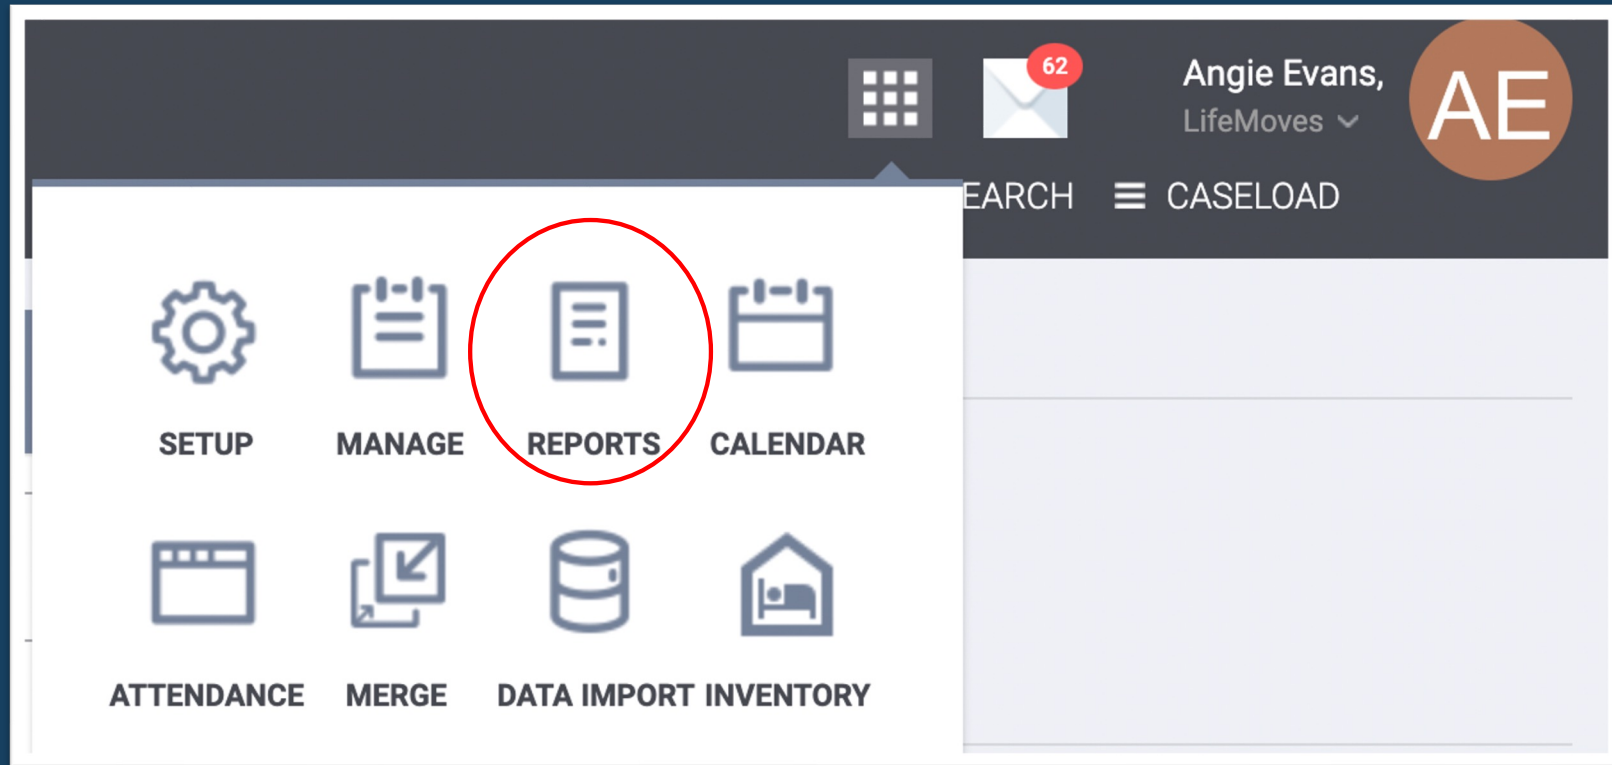 62
Angie Evans,
LifeMoves
AE
EARCH CASELOAD
SETUP MANAGE REPORTS CALENDAR
ATTENDANCE MERGE DATA IMPORT INVENTORY